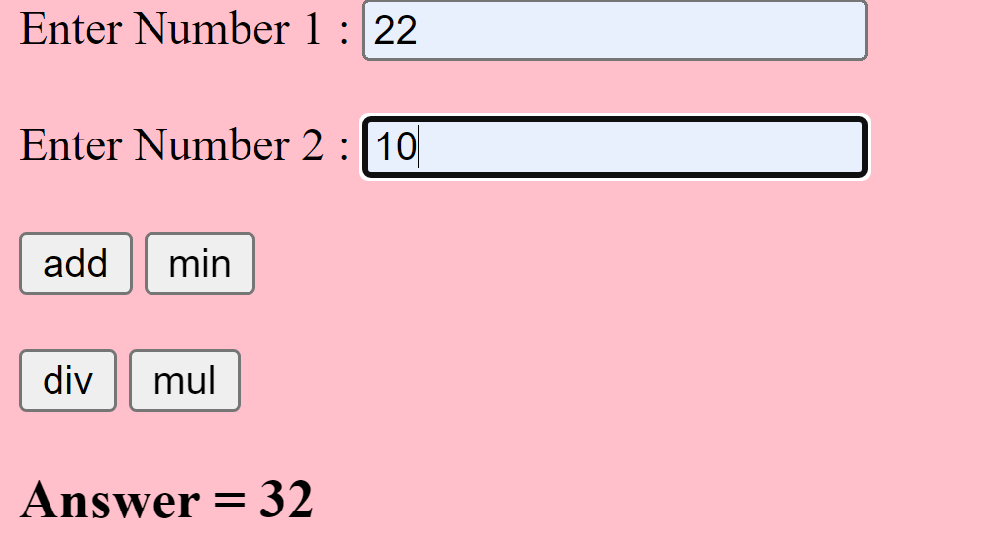 Enter Number 1 : 22
Enter Number 2 : 10
add min
div mul
Answer = 32